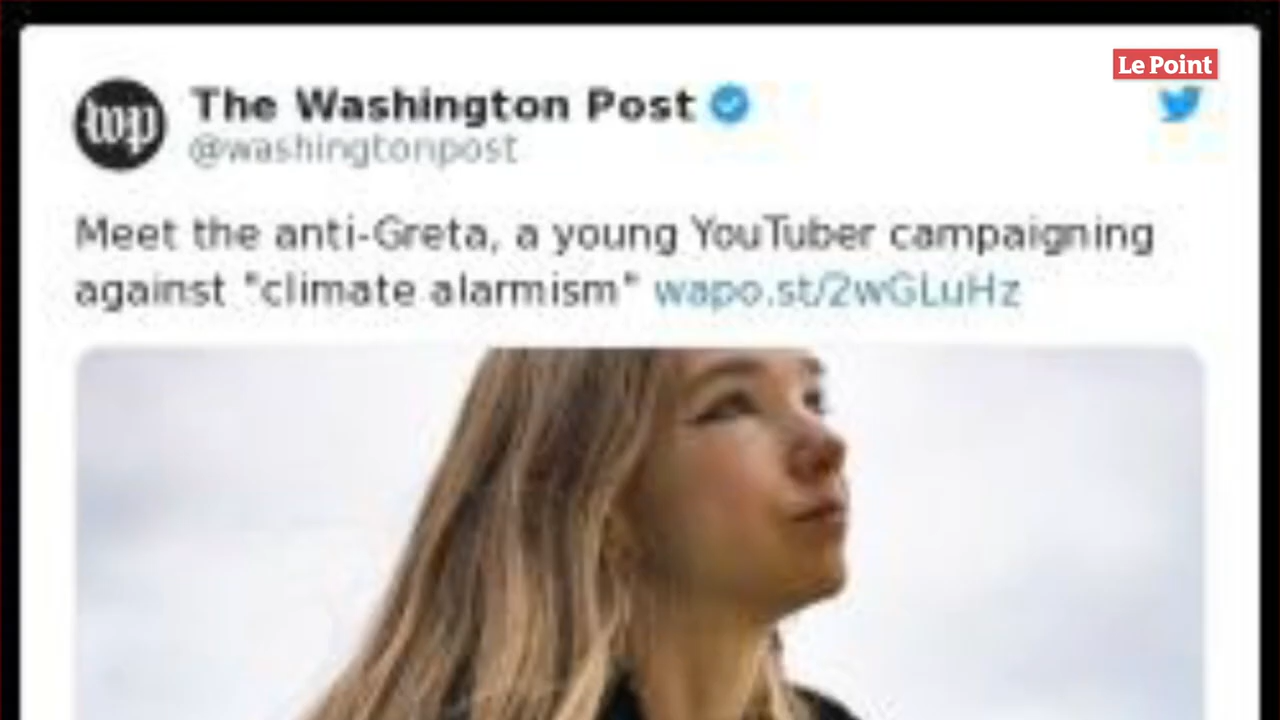 Le Point
wp
The Washington Post
@washingtonpost
Meet the anti-Greta, a young YouTuber campaigning
against "climate alarmism" wapo.st/2wGLuHz